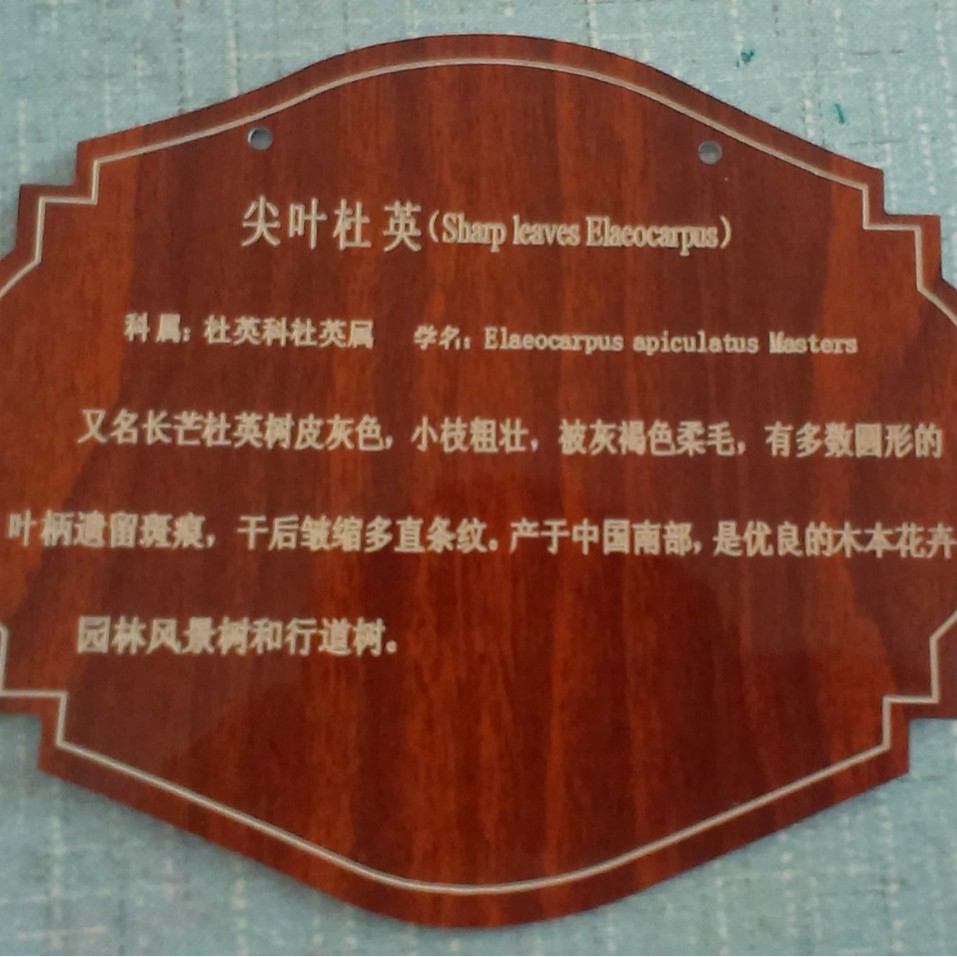 尖叶杜英(Sharp leaves Elaeocarpus)
科属：杜英科杜英属 学名：Elaeocarpus apiculatus Masters
又名长芒杜英树皮灰色，小枝粗壮，被灰褐色柔毛，有多数圆形的
叶柄遗留斑痕，干后皱缩多直条纹。产于中国南部，是优良的木本花卉
园林风景树和行道树。